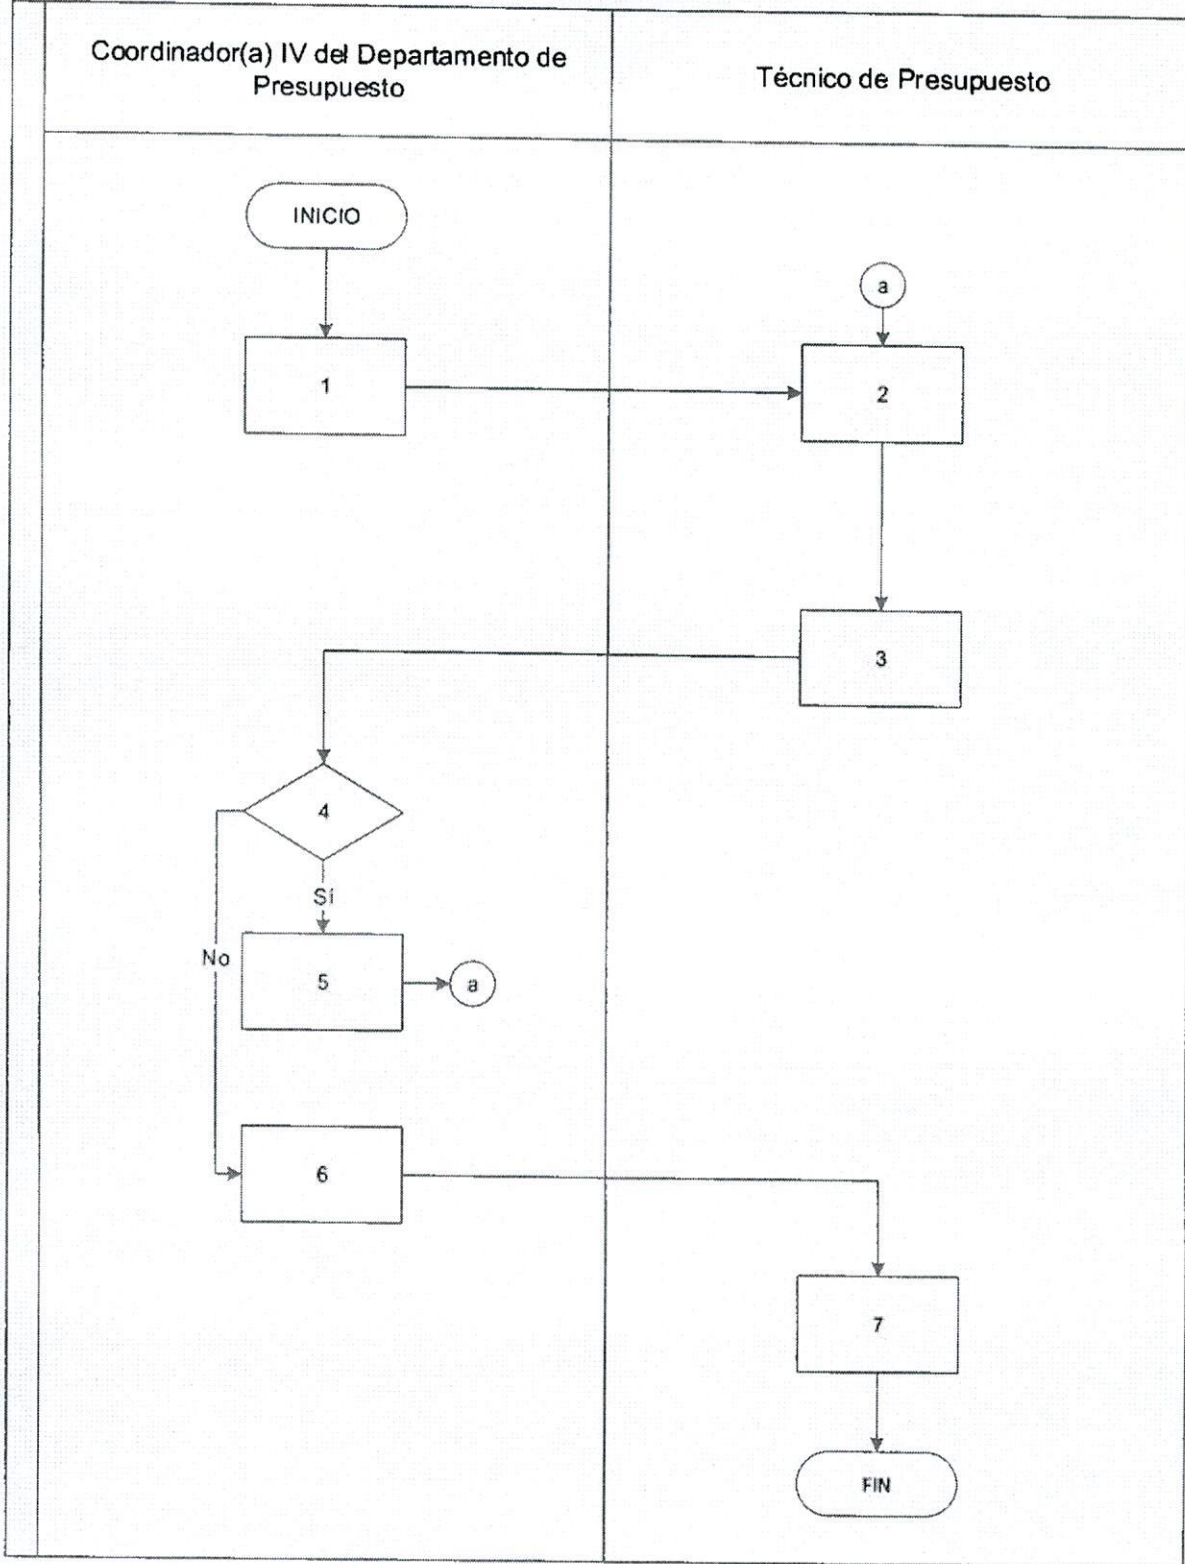 Coordinador(a) IV del Departamento de
Presupuesto
Técnico de Presupuesto
INICIO
a
1
2
3
4
Sí
No
5
a
6
7
FIN